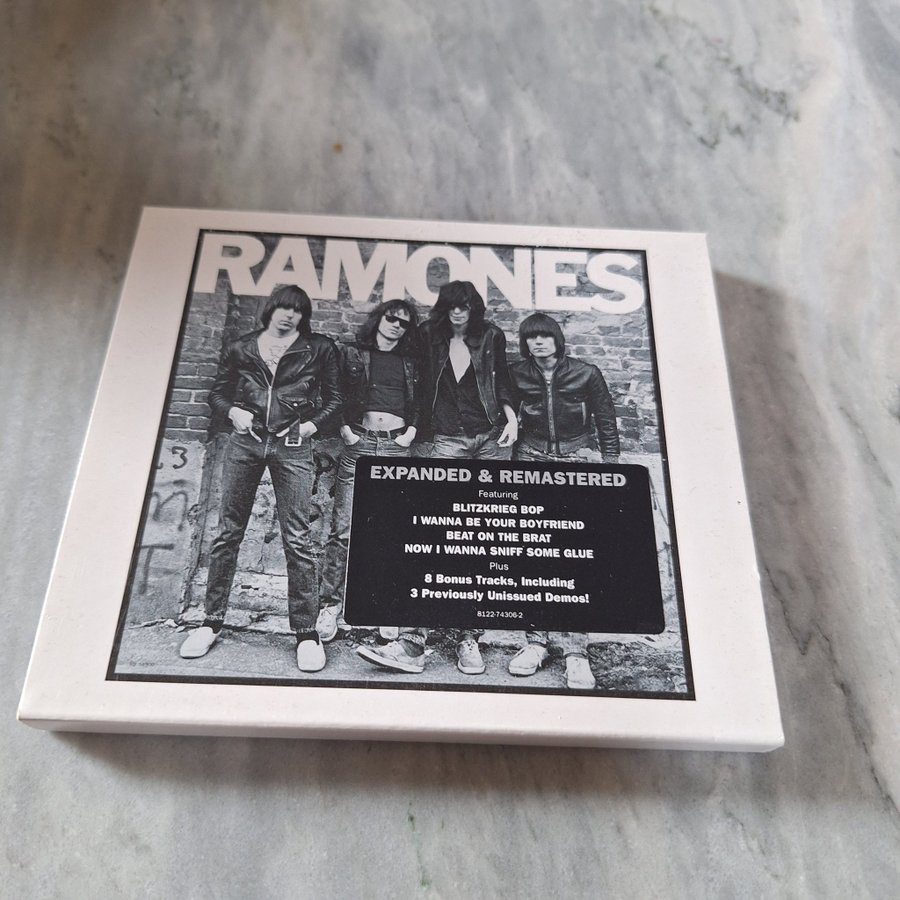 RAMONES
EXPANDED & REMASTERED
Featuring
BLITZKRIEG BOP
I WANNA BE YOUR BOYFRIEND
BEAT ON THE BRAT
NOW I WANNA SNIFF SOME GLUE
Plus
8 Bonus Tracks, Including
3 Previously Unissued Demos!
8122-74306-2